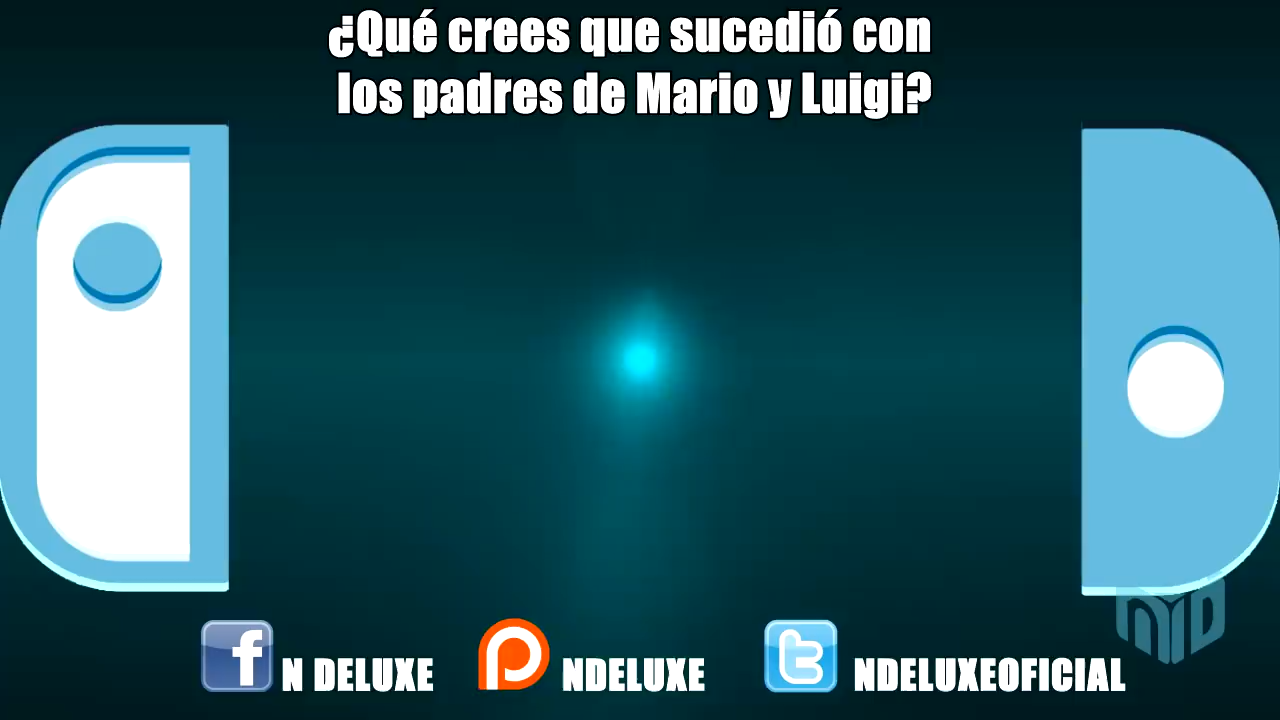 ¿Qué crees que sucedió con
los padres de Mario y Luigi?
N DELUXE
NDELUXE
NDELUXEOFICIAL